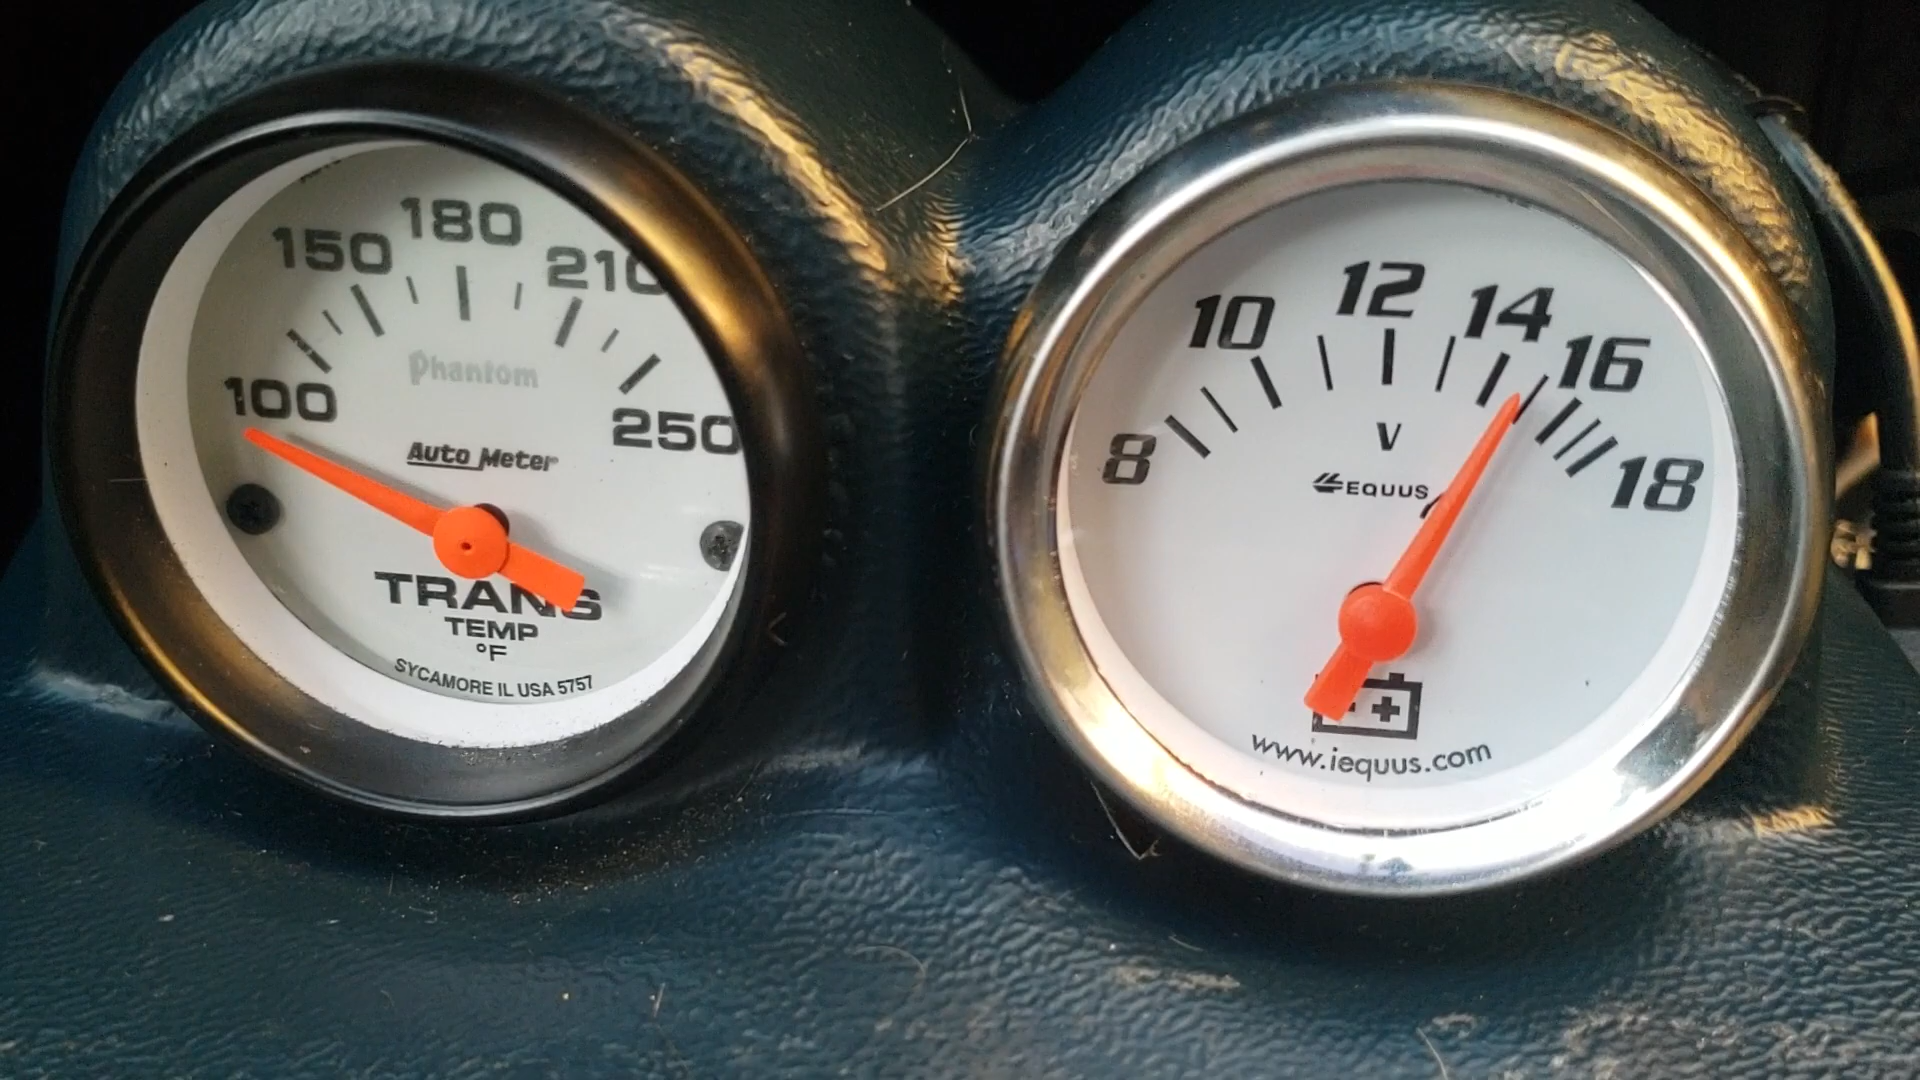 100
150
180
210
250
Phantom
Auto Meter
TRANS
TEMP
°F
SYCAMORE IL USA 5757
8
10
12
14
16
18
V
EQUUS
www.iequus.com